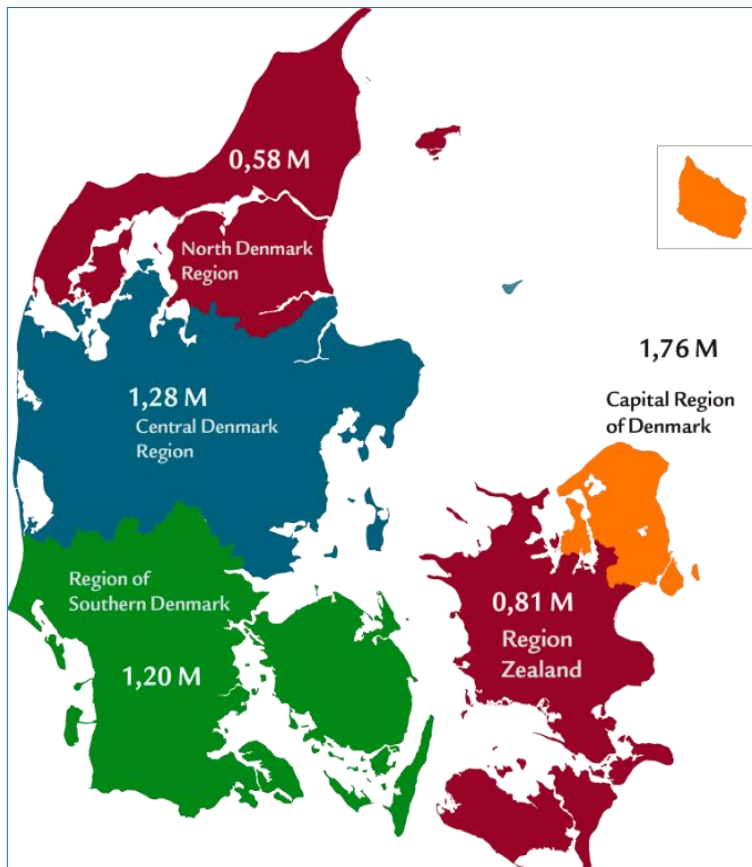 0,58 M
North Denmark
Region
1,76 M
Capital Region
of Denmark
1,28 M
Central Denmark
Region
Region of
Southern Denmark
1,20 M
0,81 M
Region
Zealand